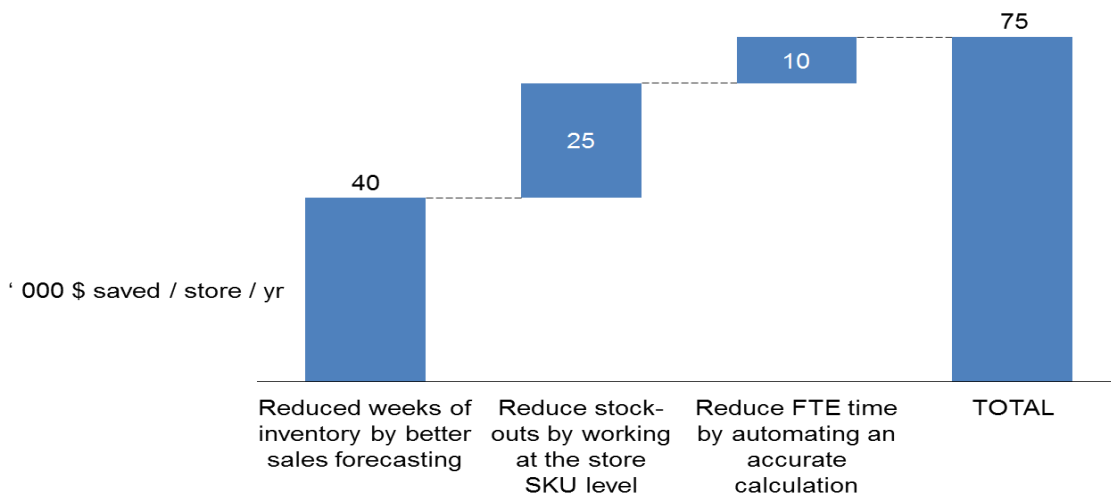 75
10
25
40
‘ 000 $ saved / store / yr
Reduced weeks of
inventory by better
sales forecasting
Reduce stock-
outs by working
at the store
SKU level
Reduce FTE time
by automating an
accurate
calculation
TOTAL